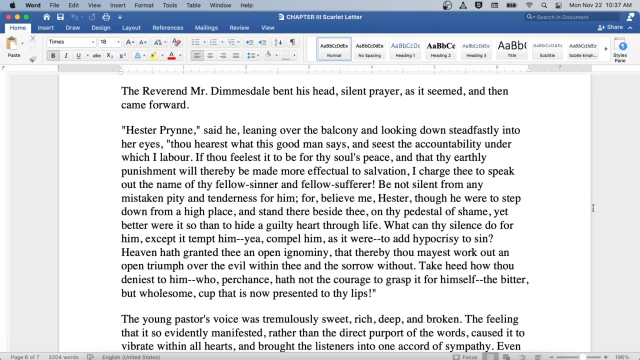 Word File Edit View Insert Format Tools Table Window Help Mon Nov 22 10:37 AM
CHAPTER III Scarlet Letter
Search in Document
Home Insert Draw Design Layout References Mailings Review View
Share
Paste Times 18
AaBbCcDdEe AaBbCcDdEe AaBbCcDd AaBbCc AaBbCcDdE AaBbC AaBbCcDdEe AaBbCcDdEe
Normal No Spacing Heading 1 Heading 2 Heading 3 Title Subtitle Subtle Emph... Styles Pane
The Reverend Mr. Dimmesdale bent his head, silent prayer, as it seemed, and then
came forward.
"Hester Prynne," said he, leaning over the balcony and looking down steadfastly into
her eyes, "thou hearest what this good man says, and seest the accountability under
which I labour. If thou feelest it to be for thy soul's peace, and that thy earthly
punishment will thereby be made more effectual to salvation, I charge thee to speak
out the name of thy fellow-sinner and fellow-sufferer! Be not silent from any
mistaken pity and tenderness for him; for, believe me, Hester, though he were to step
down from a high place, and stand there beside thee, on thy pedestal of shame, yet
better were it so than to hide a guilty heart through life. What can thy silence do for
him, except it tempt him--yea, compel him, as it were--to add hypocrisy to sin?
Heaven hath granted thee an open ignominy, that thereby thou mayest work out an
open triumph over the evil within thee and the sorrow without. Take heed how thou
deniest to him--who, perchance, hath not the courage to grasp it for himself--the bitter,
but wholesome, cup that is now presented to thy lips!"
The young pastor's voice was tremulously sweet, rich, deep, and broken. The feeling
that it so evidently manifested, rather than the direct purport of the words, caused it to
vibrate within all hearts, and brought the listeners into one accord of sympathy. Even
Page 6 of 7 2204 words English (United States) Focus 196%